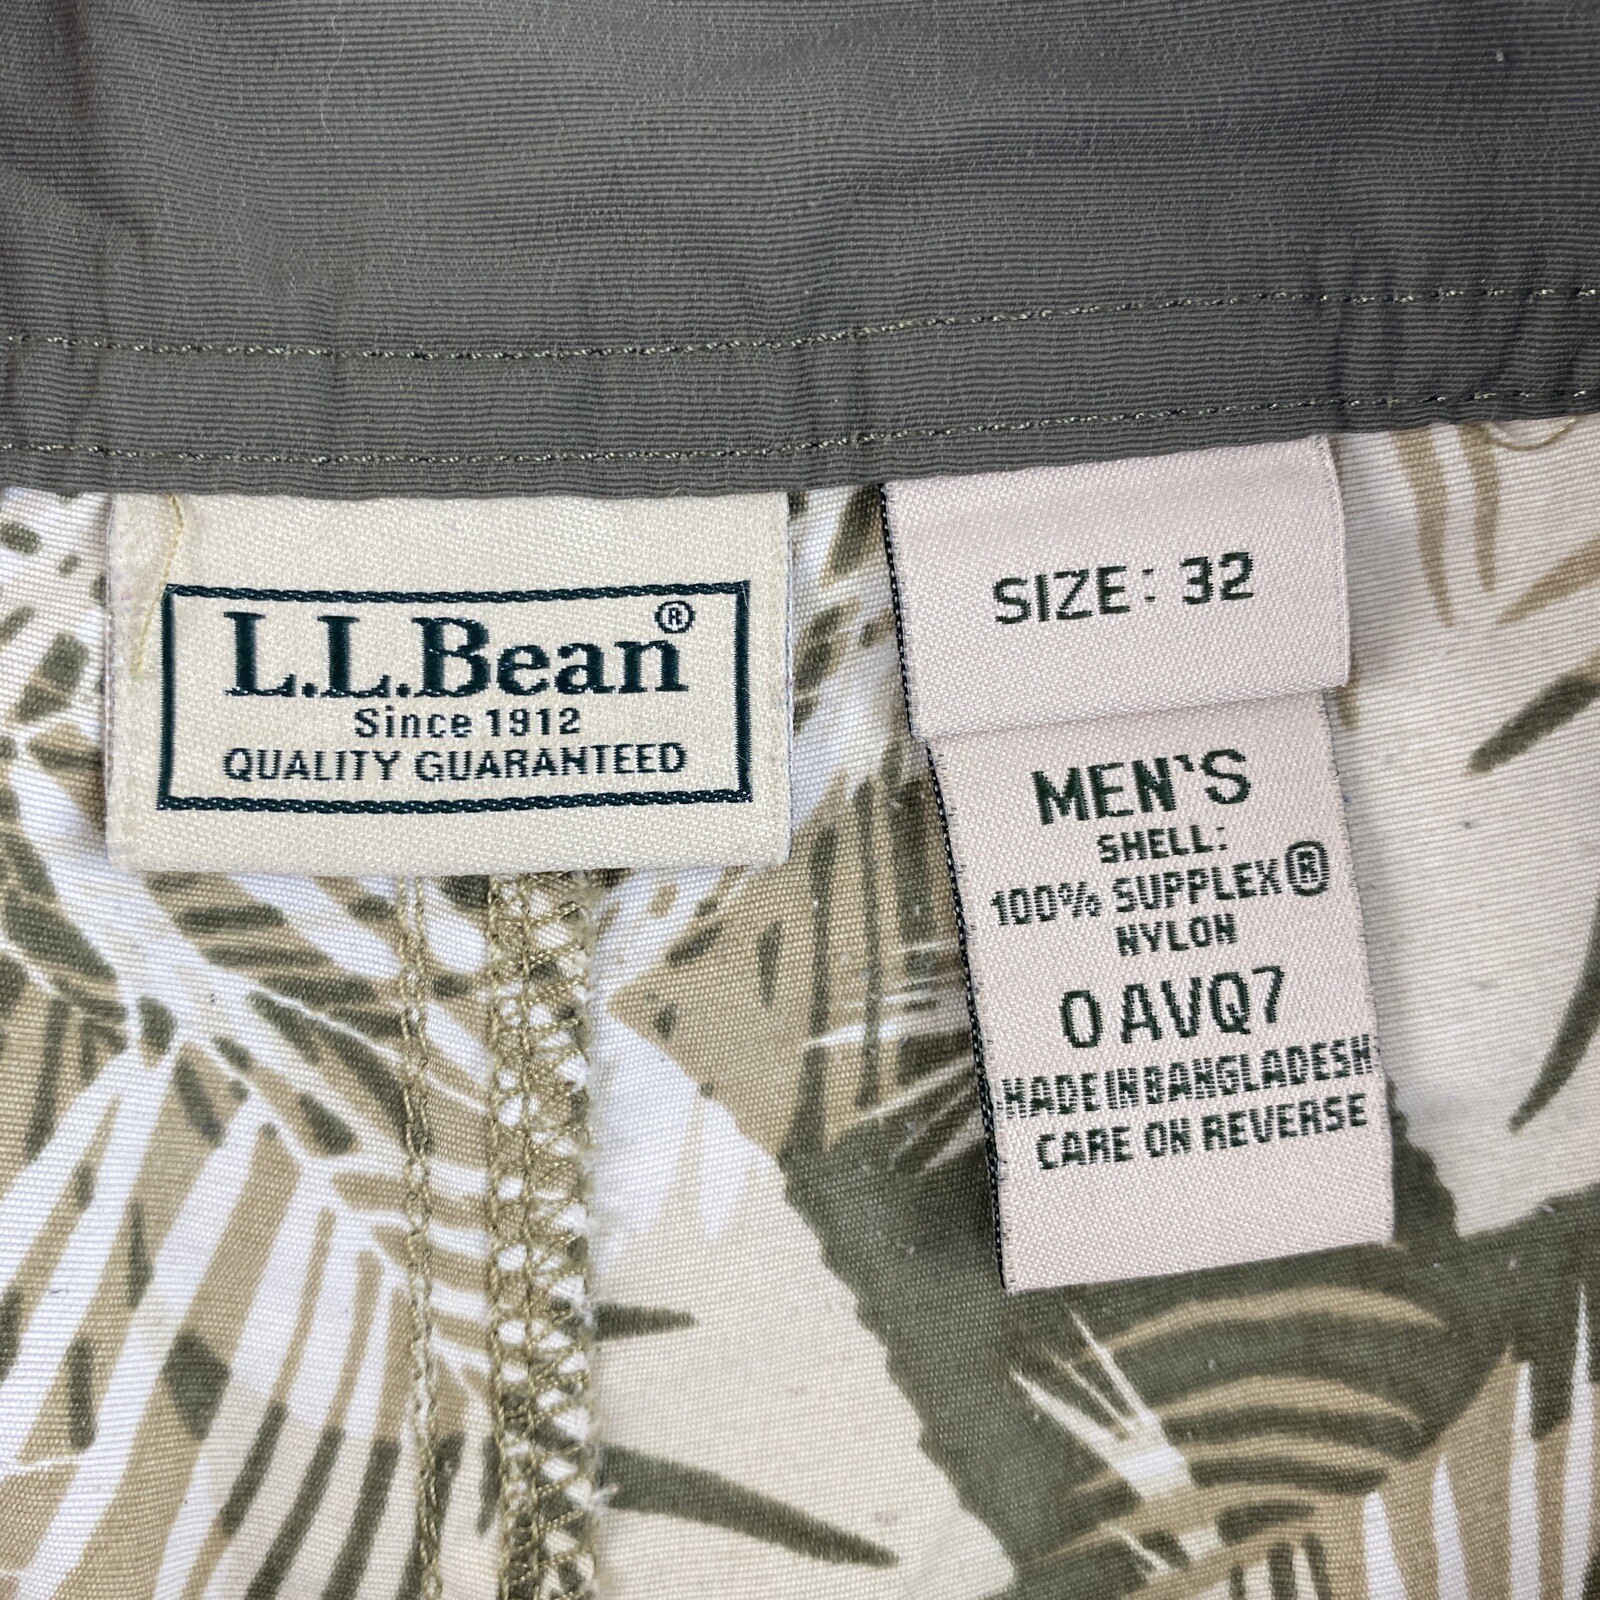 L.L.Bean®
Since 1912
QUALITY GUARANTEED
SIZE: 32
MEN'S
SHELL:
100% SUPPLEX®
NYLON
0 AVQ7
MADE IN BANGLADESH
CARE ON REVERSE